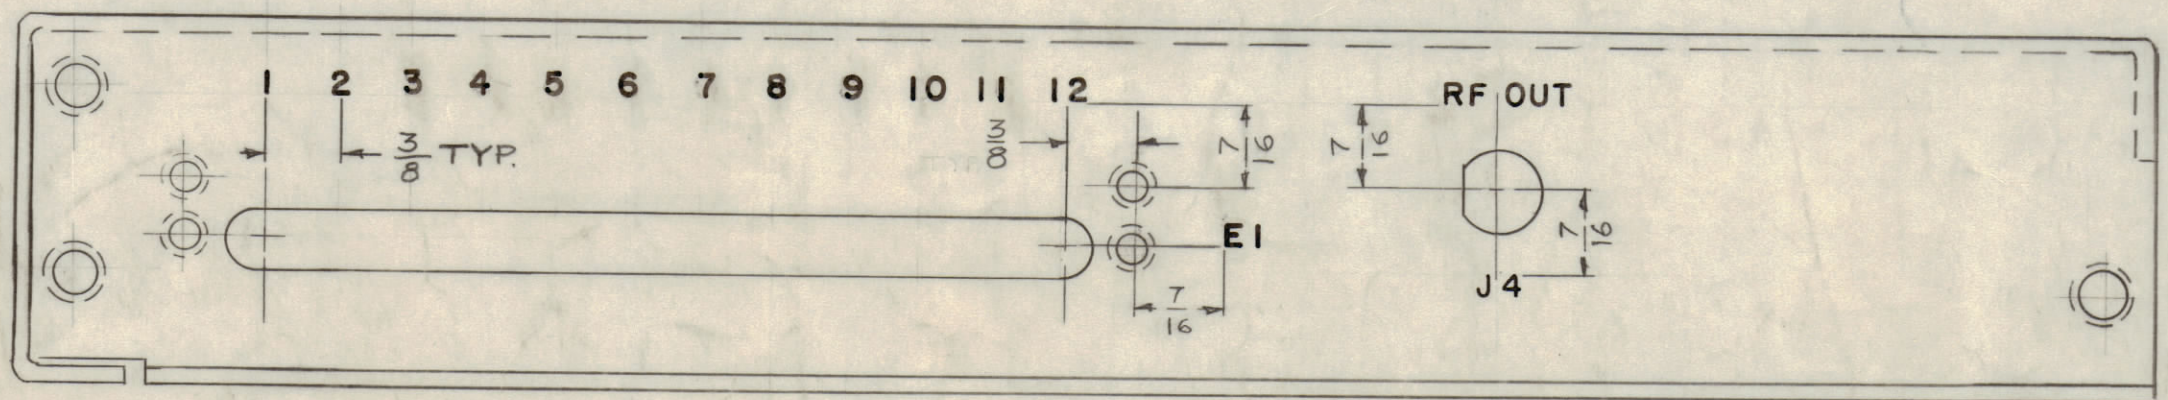 1 2 3 4 5 6 7 8 9 10 11 12 RF OUT
3/8 TYP. 3/8 7/16 7/16
E1 7/16
7/16 J4